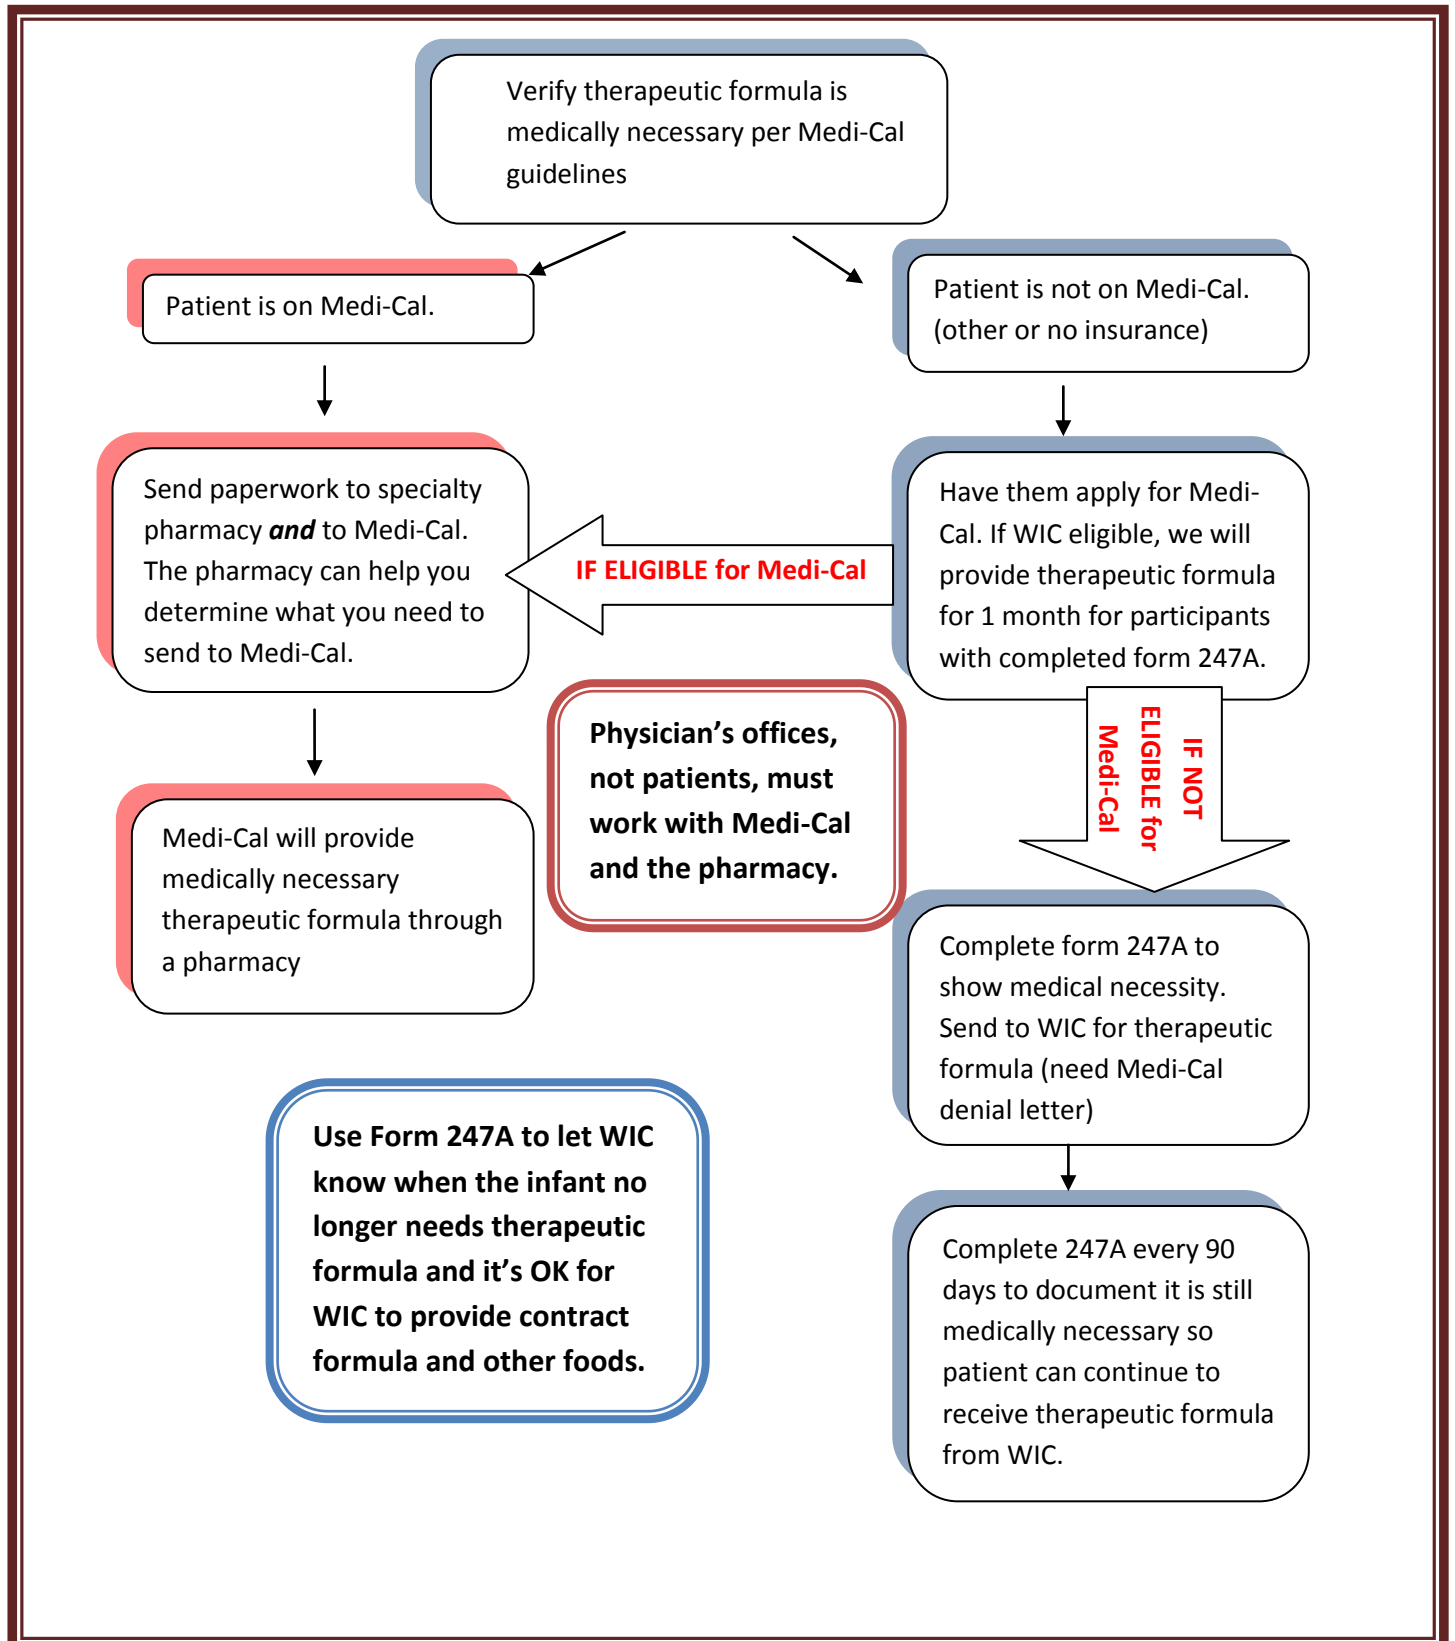 Verify therapeutic formula is
medically necessary per Medi-Cal
guidelines
Patient is on Medi-Cal.
Patient is not on Medi-Cal.
(other or no insurance)
Send paperwork to specialty
pharmacy and to Medi-Cal.
The pharmacy can help you
determine what you need to
send to Medi-Cal.
IF ELIGIBLE for Medi-Cal
Have them apply for Medi-
Cal. If WIC eligible, we will
provide therapeutic formula
for 1 month for participants
with completed form 247A.
Physician’s offices,
not patients, must
work with Medi-Cal
and the pharmacy.
IF NOT
ELIGIBLE for
Medi-Cal
Medi-Cal will provide
medically necessary
therapeutic formula through
a pharmacy
Complete form 247A to
show medical necessity.
Send to WIC for therapeutic
formula (need Medi-Cal
denial letter)
Use Form 247A to let WIC
know when the infant no
longer needs therapeutic
formula and it’s OK for
WIC to provide contract
formula and other foods.
Complete 247A every 90
days to document it is still
medically necessary so
patient can continue to
receive therapeutic formula
from WIC.